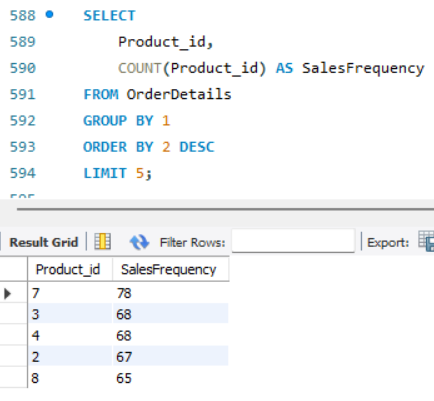 588 SELECT
589 Product_id,
590 COUNT(Product_id) AS SalesFrequency
591 FROM OrderDetails
592 GROUP BY 1
593 ORDER BY 2 DESC
594 LIMIT 5;
Result Grid Filter Rows: Export:
Product_id SalesFrequency
7 78
3 68
4 68
2 67
8 65